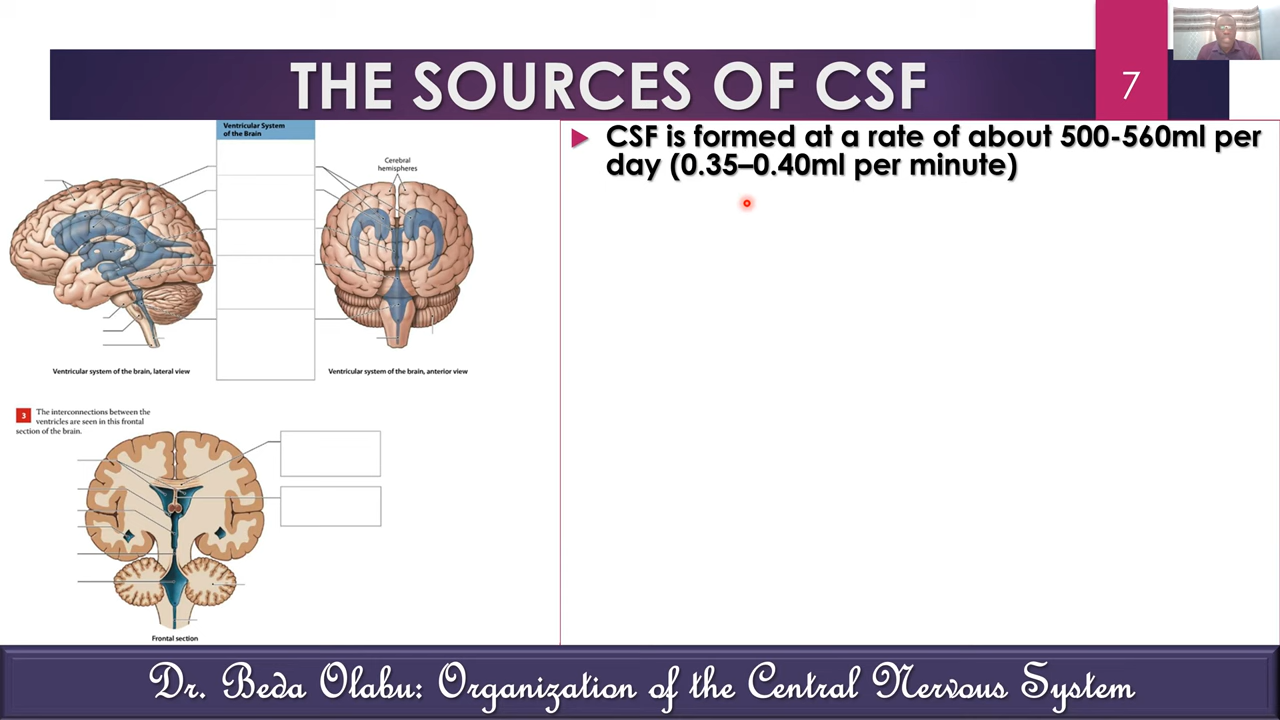 THE SOURCES OF CSF
7
Ventricular System
of the Brain
Cerebral
hemispheres
Ventricular system of the brain, lateral view
Ventricular system of the brain, anterior view
3 The interconnections between the
ventricles are seen in this frontal
section of the brain.
Frontal section
CSF is formed at a rate of about 500-560ml per
day (0.35–0.40ml per minute)
Dr. Beda Olabu: Organization of the Central Nervous System